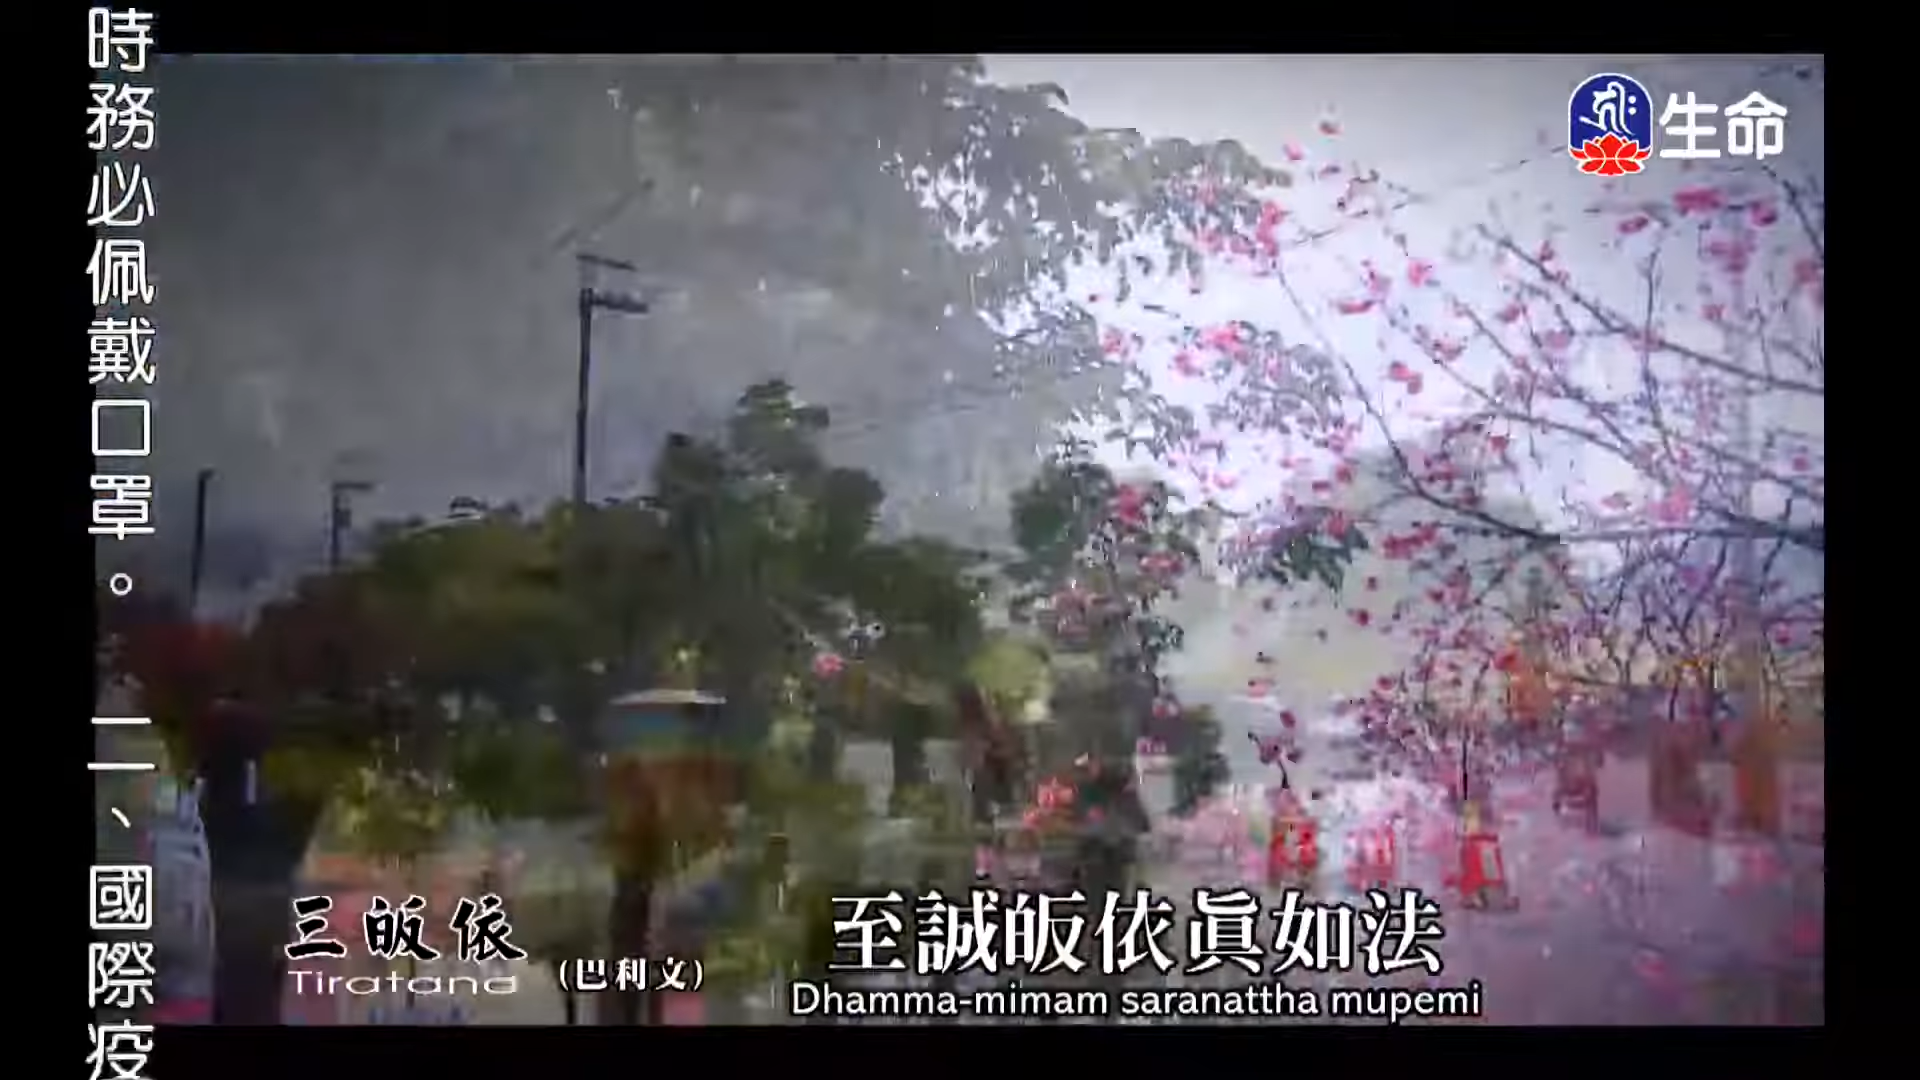 時務必佩戴口罩。二、國際疫
生命
三皈依
Tiratana
(巴利文)
至誠皈依眞如法
Dhamma-mimam saranattha mupemi